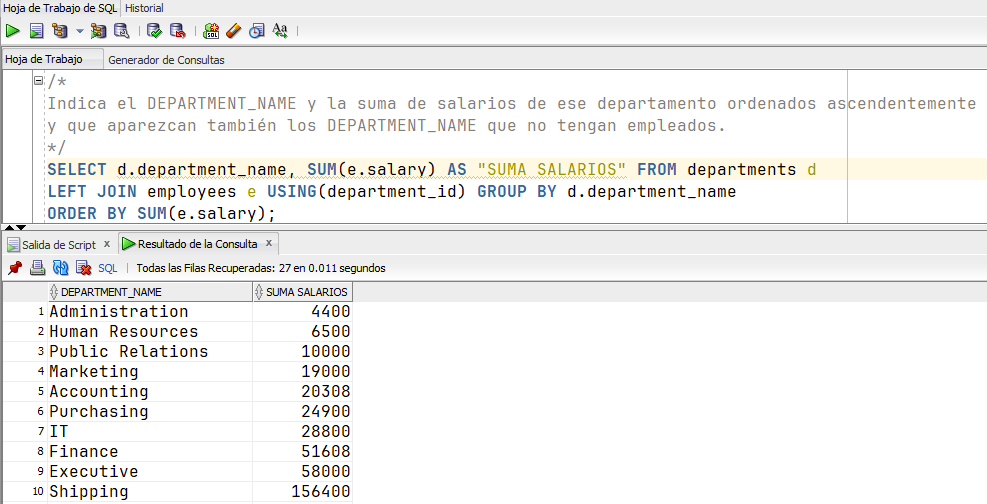 Hoja de Trabajo de SQL Historial
Hoja de Trabajo Generador de Consultas
/*
Indica el DEPARTMENT_NAME y la suma de salarios de ese departamento ordenados ascendentemente
y que aparezcan también los DEPARTMENT_NAME que no tengan empleados.
*/
SELECT d.department_name, SUM(e.salary) AS "SUMA SALARIOS" FROM departments d
LEFT JOIN employees e USING(department_id) GROUP BY d.department_name
ORDER BY SUM(e.salary);
Salida de Script x Resultado de la Consulta x
SQL | Todas las Filas Recuperadas: 27 en 0.011 segundos
DEPARTMENT_NAME SUMA SALARIOS
1 Administration 4400
2 Human Resources 6500
3 Public Relations 10000
4 Marketing 19000
5 Accounting 20308
6 Purchasing 24900
7 IT 28800
8 Finance 51608
9 Executive 58000
10 Shipping 156400